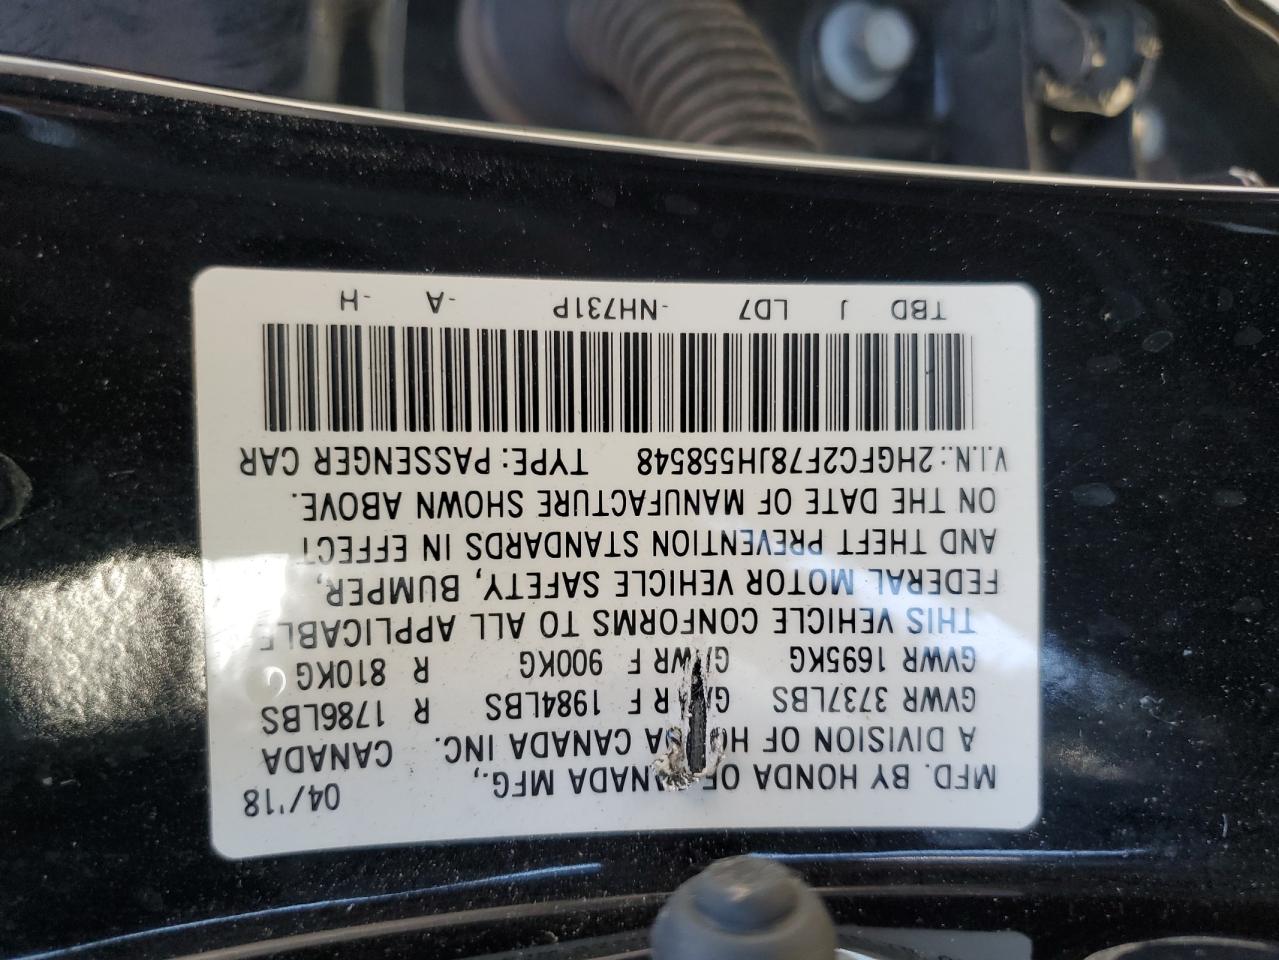 MFD. BY HONDA OF CANADA MFG., 04/'18
A DIVISION OF HONDA CANADA INC. CANADA
GVWR 3737LBS GAWR F 1984LBS R 1786LBS
GVWR 1695KG GAWR F 900KG R 810KG
THIS VEHICLE CONFORMS TO ALL APPLICABLE
FEDERAL MOTOR VEHICLE SAFETY, BUMPER,
AND THEFT PREVENTION STANDARDS IN EFFECT
ON THE DATE OF MANUFACTURE SHOWN ABOVE.
V.I.N.: 2HGFC2F78JH558548 TYPE: PASSENGER CAR
TBD J LD7 -NH731P -A -H